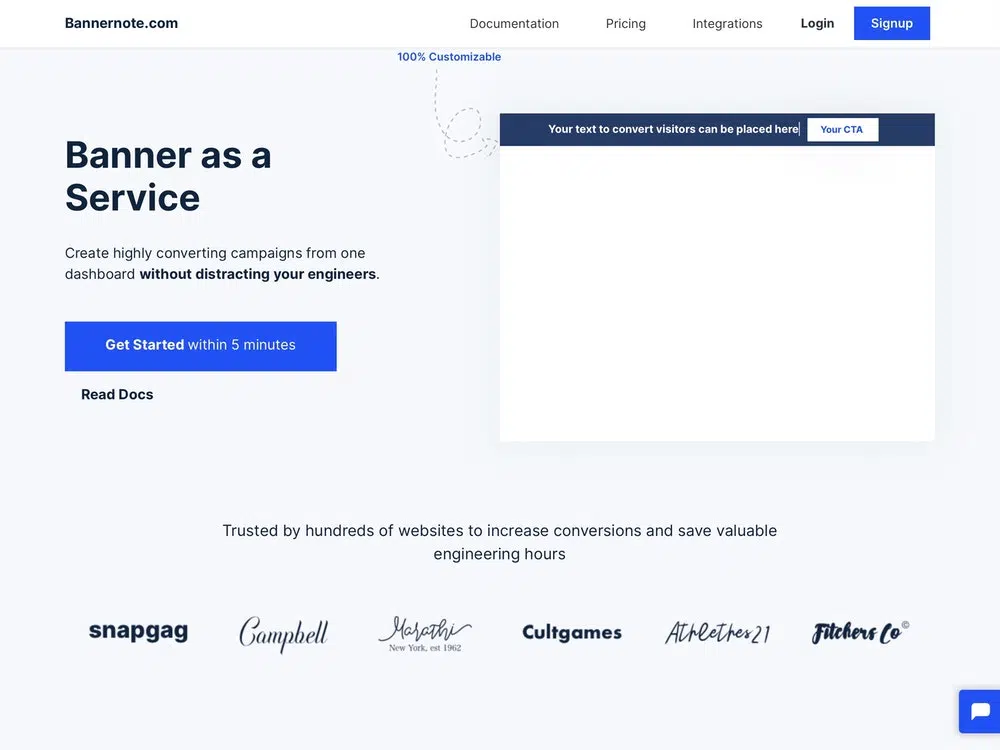 Bannernote.com
Documentation
Pricing
Integrations
Login
Signup
100% Customizable
Your text to convert visitors can be placed here
Your CTA
Banner as a
Service
Create highly converting campaigns from one
dashboard without distracting your engineers.
Get Started within 5 minutes
Read Docs
Trusted by hundreds of websites to increase conversions and save valuable
engineering hours
snapgag
Campbell
Marathi
New York, est 1962
Cultgames
Athlethes21
Fitchers Co©